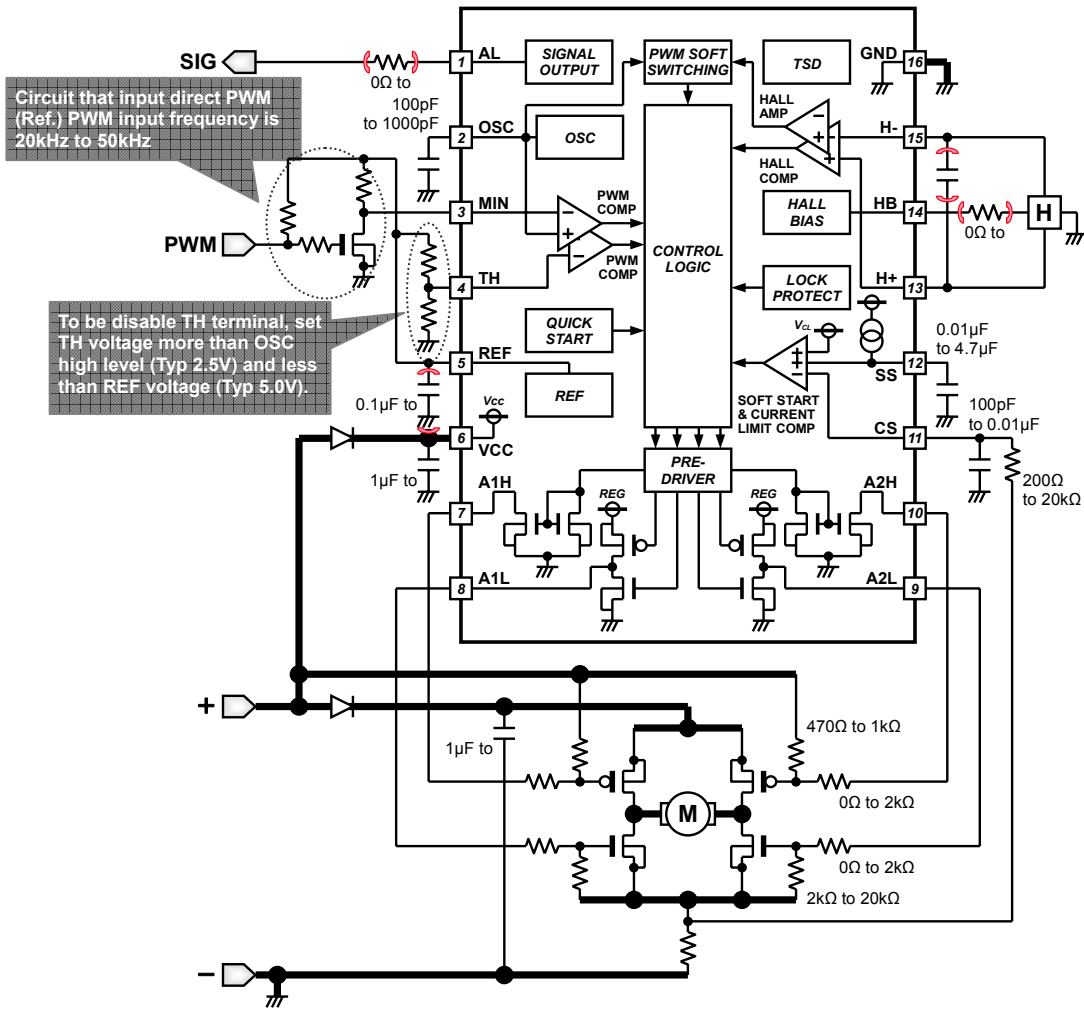 SIG
0Ω to
1
AL
SIGNAL
OUTPUT
PWM SOFT
SWITCHING
TSD
GND
16
Circuit that input direct PWM
(Ref.) PWM input frequency is
20kHz to 50kHz
100pF
to 1000pF
2
OSC
OSC
HALL
AMP
H-
15
HALL
COMP
PWM
3
MIN
PWM
COMP
PWM
COMP
HALL
BIAS
HB
14
0Ω to
H
4
TH
CONTROL
LOGIC
LOCK
PROTECT
H+
13
To be disable TH terminal, set
TH voltage more than OSC
high level (Typ 2.5V) and less
than REF voltage (Typ 5.0V).
QUICK
START
VCL
0.01µF
to 4.7µF
12
SS
5
REF
REF
0.1µF to
SOFT START
& CURRENT
LIMIT COMP
100pF
to 0.01µF
CS
11
6
VCC
Vcc
1µF to
200Ω
to 20kΩ
PRE-
DRIVER
A1H
7
REG
REG
A2H
10
A1L
8
A2L
9
+
1µF to
470Ω to 1kΩ
0Ω to 2kΩ
M
0Ω to 2kΩ
2kΩ to 20kΩ
−